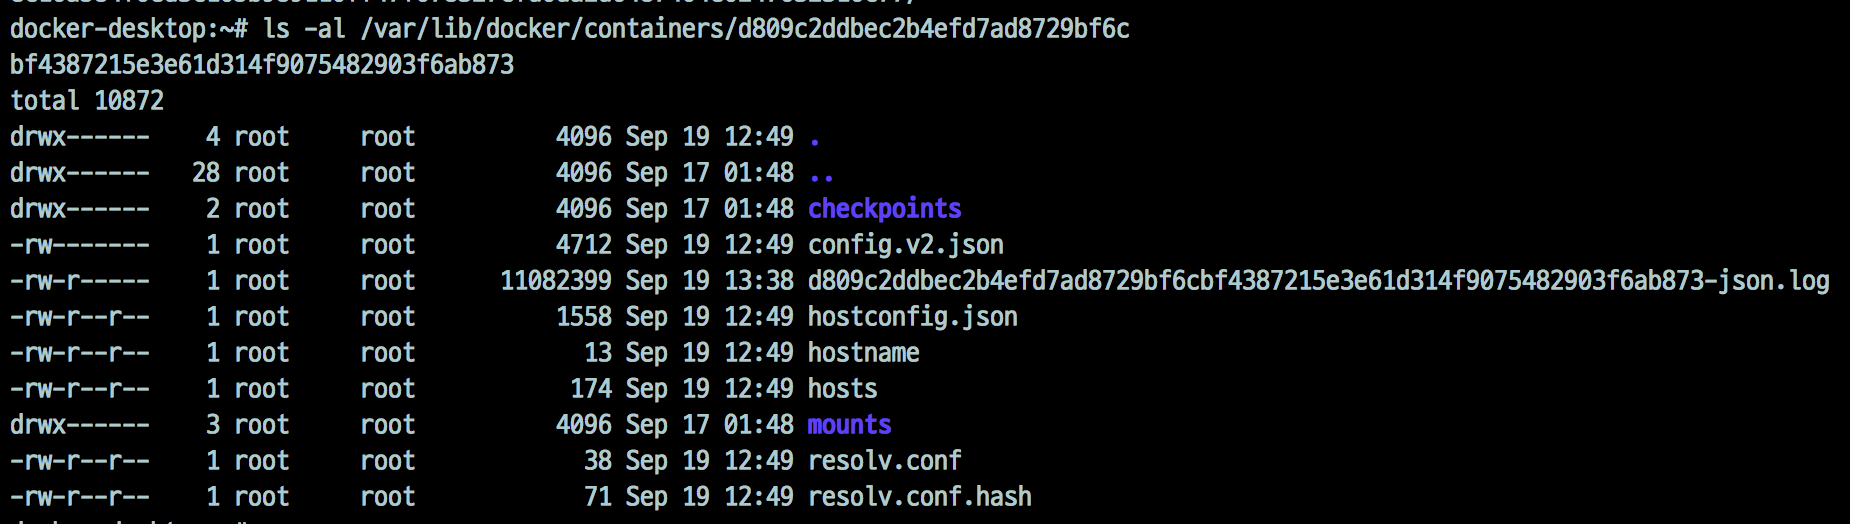 docker-desktop:~# ls -al /var/lib/docker/containers/d809c2ddbec2b4efd7ad8729bf6c
bf4387215e3e61d314f9075482903f6ab873
total 10872
drwx------    4 root     root          4096 Sep 19 12:49 .
drwx------   28 root     root          4096 Sep 17 01:48 ..
drwx------    2 root     root          4096 Sep 17 01:48 checkpoints
-rw-------    1 root     root          4712 Sep 19 12:49 config.v2.json
-rw-r-----    1 root     root      11082399 Sep 19 13:38 d809c2ddbec2b4efd7ad8729bf6cbf4387215e3e61d314f9075482903f6ab873-json.log
-rw-r--r--    1 root     root          1558 Sep 19 12:49 hostconfig.json
-rw-r--r--    1 root     root            13 Sep 19 12:49 hostname
-rw-r--r--    1 root     root           174 Sep 19 12:49 hosts
drwx------    3 root     root          4096 Sep 17 01:48 mounts
-rw-r--r--    1 root     root            38 Sep 19 12:49 resolv.conf
-rw-r--r--    1 root     root            71 Sep 19 12:49 resolv.conf.hash